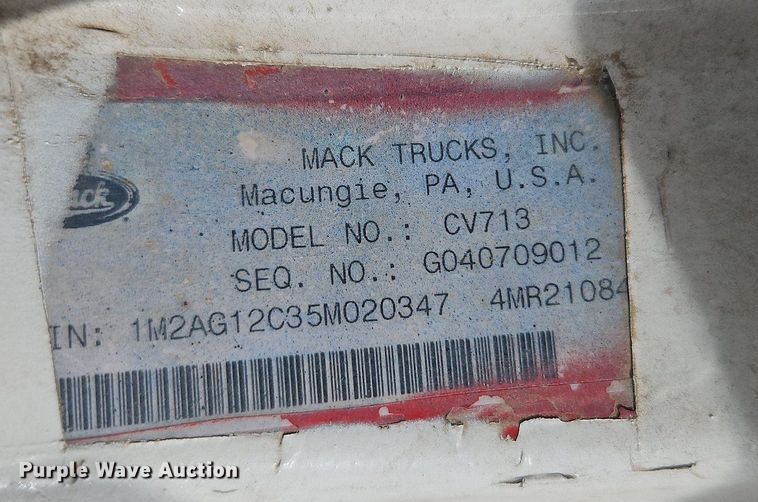 MACK TRUCKS, INC.
Macungie, PA, U.S.A.
MODEL NO.: CV713
SEQ. NO.: G040709012
IN: 1M2AG12C35M020347 4MR21084
Purple Wave Auction